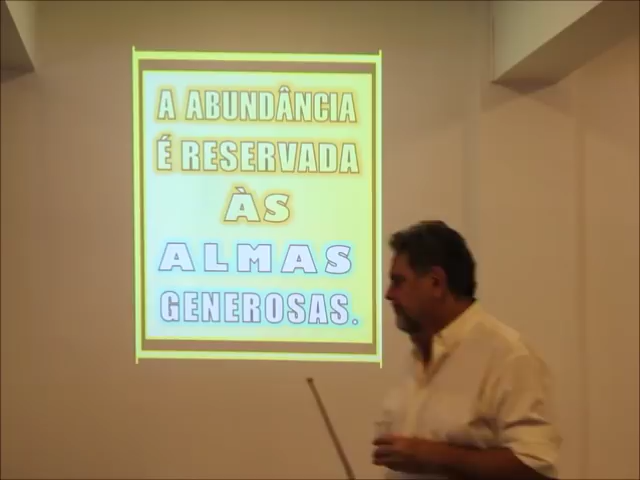 A ABUNDÂNCIA
É RESERVADA
ÀS
ALMAS
GENEROSAS.